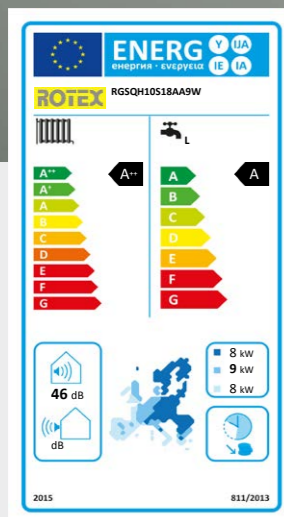 ENERG Y IJA
енергия · ενεργεια IE IA
ROTEX RGSQH10S18AA9W
L
A++ A++
A+
A
B
C
D
E
F
G
A A
B
C
D
E
F
G
46 dB
dB
8 kW
9 kW
8 kW
2015 811/2013